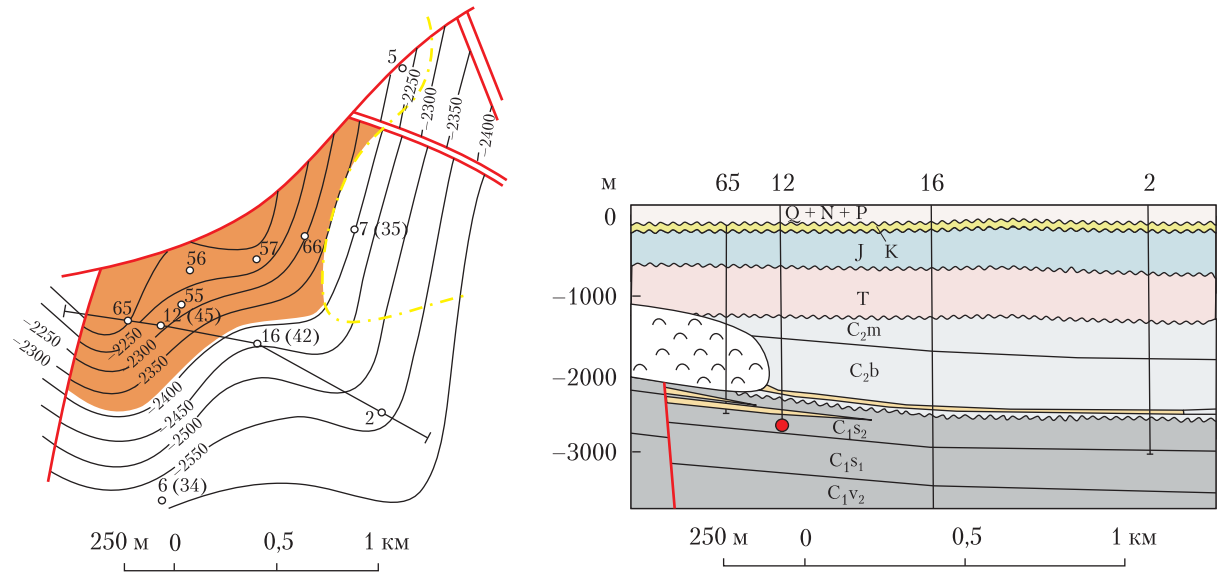 5
−2250
−2300
−2350
−2400
7 (35)
66
57
56
55
65
12 (45)
16 (42)
−2250
−2300
−2250
−2300
−2350
−2400
−2450
−2500
−2550
2
6 (34)
250 м 0 0,5 1 км
м 65 12 16 2
0
−1000
−2000
−3000
Q + N + P
J K
T
C₂m
C₂b
C₁s₂
C₁s₁
C₁v₂
250 м 0 0,5 1 км